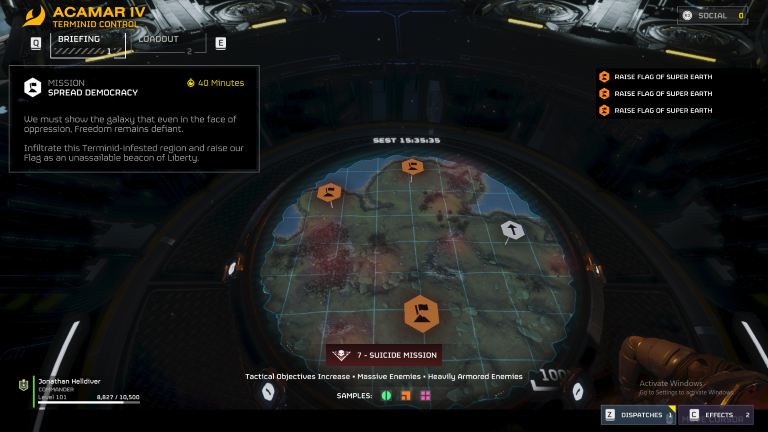 ACAMAR IV
TERMINID CONTROL
SOCIAL 0
Q BRIEFING 1 LOADOUT 2 E
MISSION
SPREAD DEMOCRACY
40 Minutes
We must show the galaxy that even in the face of
oppression, Freedom remains defiant.
Infiltrate this Terminid-infested region and raise our
Flag as an unassailable beacon of Liberty.
RAISE FLAG OF SUPER EARTH
RAISE FLAG OF SUPER EARTH
RAISE FLAG OF SUPER EARTH
SEST 15:35:35
7 - SUICIDE MISSION
Tactical Objectives Increase • Massive Enemies • Heavily Armored Enemies
SAMPLES:
100
Jonathan Helldiver
COMMANDER
Level 101 8,827 / 10,500
Activate Windows
Go to Settings to activate Windows.
Z DISPATCHES 1
C EFFECTS 2
MOVE CURSOR